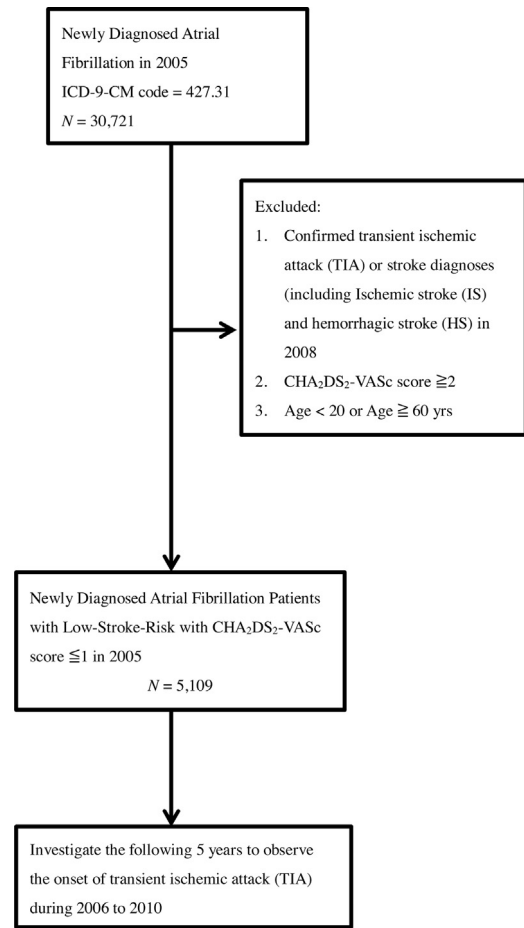 Newly Diagnosed Atrial
Fibrillation in 2005
ICD-9-CM code = 427.31
N = 30,721
Excluded:
1. Confirmed transient ischemic
attack (TIA) or stroke diagnoses
(including Ischemic stroke (IS)
and hemorrhagic stroke (HS) in
2008
2. CHA₂DS₂-VASc score ≧2
3. Age < 20 or Age ≧ 60 yrs
Newly Diagnosed Atrial Fibrillation Patients
with Low-Stroke-Risk with CHA₂DS₂-VASc
score ≦1 in 2005
N = 5,109
Investigate the following 5 years to observe
the onset of transient ischemic attack (TIA)
during 2006 to 2010